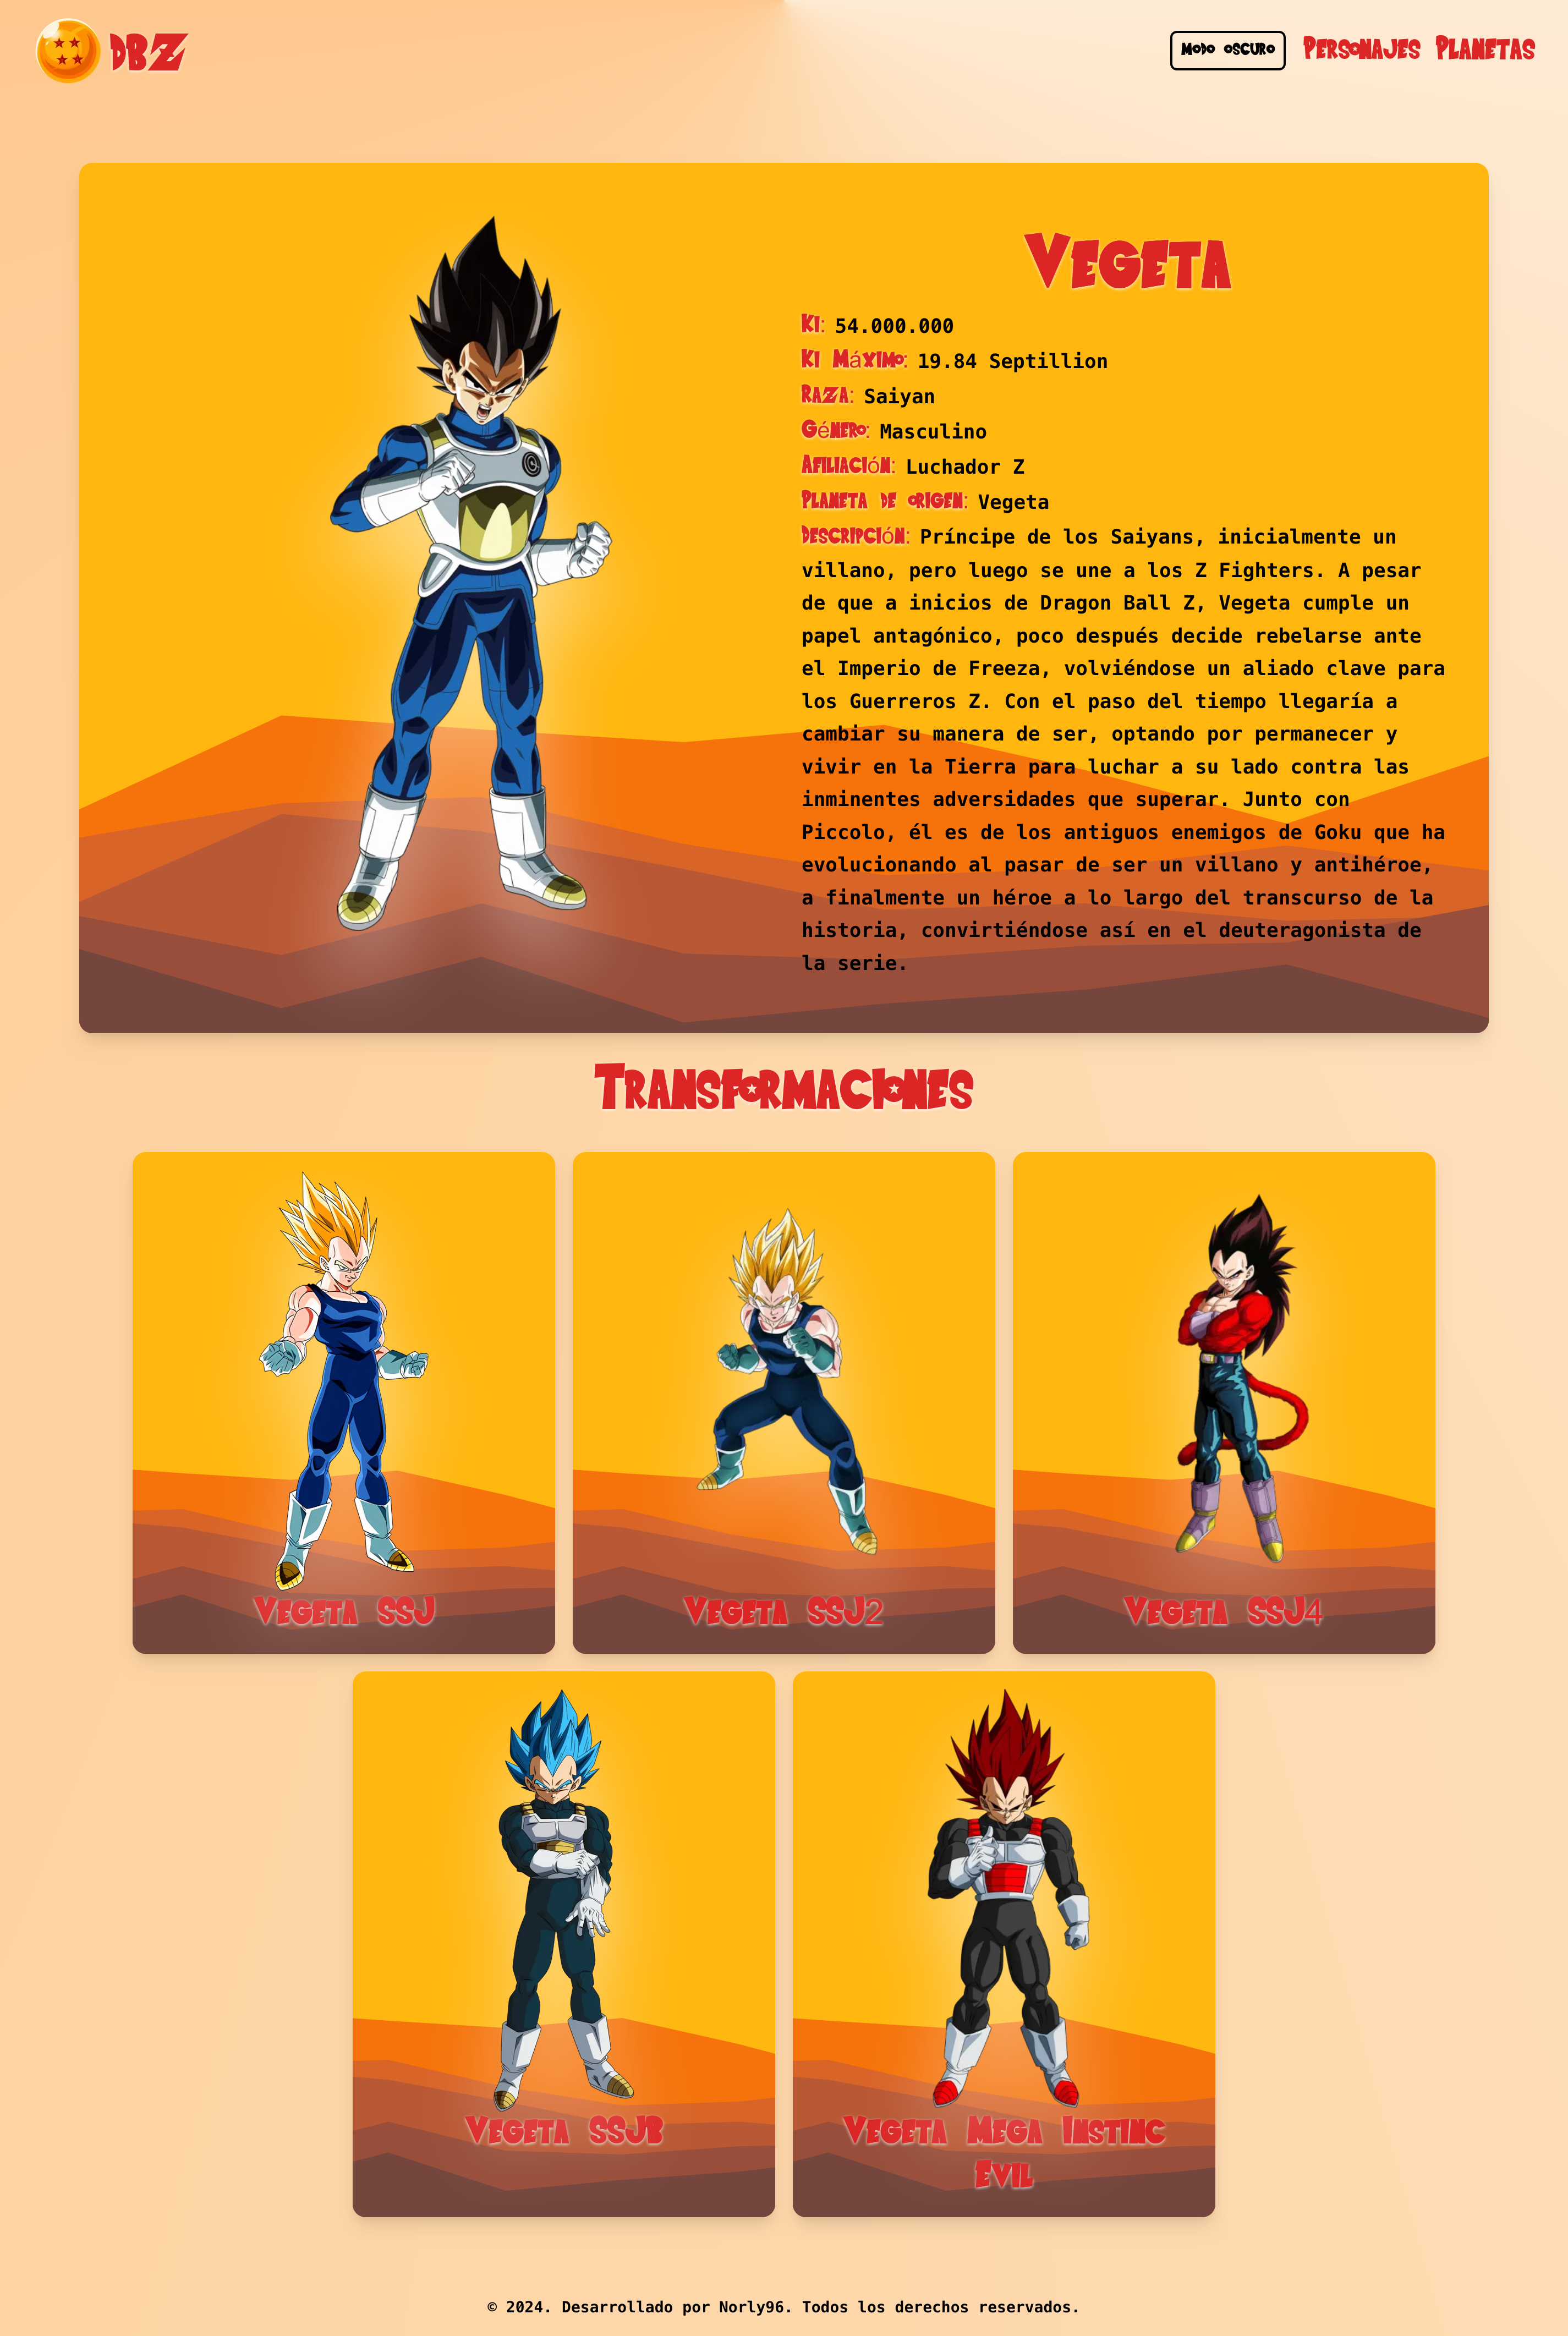 DBZ
Modo oscuro
Personajes Planetas
Vegeta
Ki: 54.000.000
Ki Máximo: 19.84 Septillion
Raza: Saiyan
Género: Masculino
Afiliación: Luchador Z
Planeta de origen: Vegeta
Descripción: Príncipe de los Saiyans, inicialmente un
villano, pero luego se une a los Z Fighters. A pesar
de que a inicios de Dragon Ball Z, Vegeta cumple un
papel antagónico, poco después decide rebelarse ante
el Imperio de Freeza, volviéndose un aliado clave para
los Guerreros Z. Con el paso del tiempo llegaría a
cambiar su manera de ser, optando por permanecer y
vivir en la Tierra para luchar a su lado contra las
inminentes adversidades que superar. Junto con
Piccolo, él es de los antiguos enemigos de Goku que ha
evolucionando al pasar de ser un villano y antihéroe,
a finalmente un héroe a lo largo del transcurso de la
historia, convirtiéndose así en el deuteragonista de
la serie.
Transformaciones
Vegeta SSJ
Vegeta SSJ2
Vegeta SSJ4
Vegeta SSJB
Vegeta Mega Instinc
Evil
© 2024. Desarrollado por Norly96. Todos los derechos reservados.